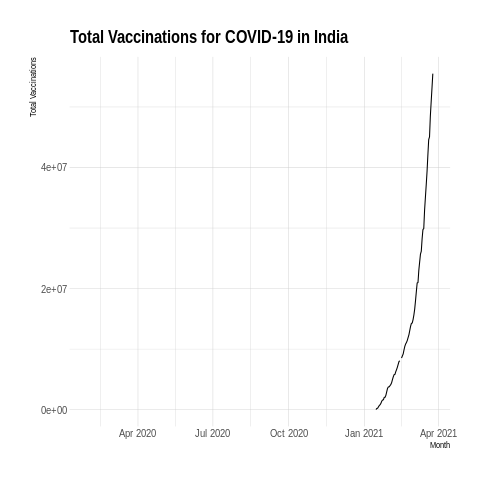 Total Vaccinations for COVID-19 in India
Total Vaccinations
4e+07
2e+07
0e+00
Apr 2020 Jul 2020 Oct 2020 Jan 2021 Apr 2021
Month